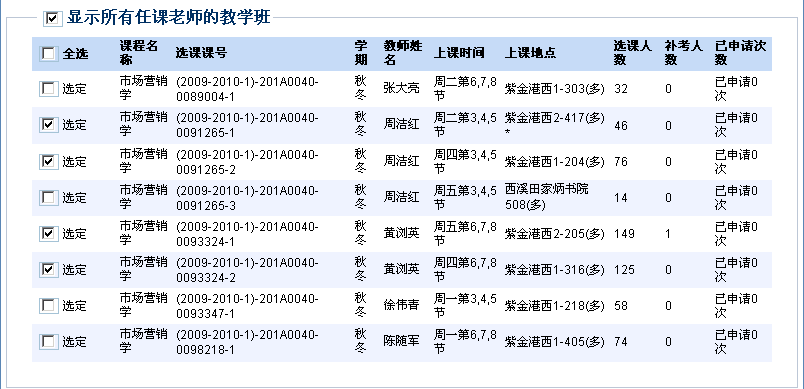 显示所有任课老师的教学班
全选 课程名称 选课课号 学期 教师姓名 上课时间 上课地点 选课人数 补考人数 已申请次数
选定 市场营销学 (2009-2010-1)-201A0040-0089004-1 秋冬 张大亮 周二第6,7,8节 紫金港西1-303(多) 32 0 已申请0次
选定 市场营销学 (2009-2010-1)-201A0040-0091265-1 秋冬 周洁红 周二第3,4,5节 紫金港西2-417(多)* 46 0 已申请0次
选定 市场营销学 (2009-2010-1)-201A0040-0091265-2 秋冬 周洁红 周四第3,4,5节 紫金港西1-204(多) 76 0 已申请0次
选定 市场营销学 (2009-2010-1)-201A0040-0091265-3 秋冬 周洁红 周五第3,4,5节 西溪田家炳书院508(多) 14 0 已申请0次
选定 市场营销学 (2009-2010-1)-201A0040-0093324-1 秋冬 黄浏英 周五第6,7,8节 紫金港西2-205(多) 149 1 已申请0次
选定 市场营销学 (2009-2010-1)-201A0040-0093324-2 秋冬 黄浏英 周四第6,7,8节 紫金港西1-316(多) 125 0 已申请0次
选定 市场营销学 (2009-2010-1)-201A0040-0093347-1 秋冬 徐伟青 周一第3,4,5节 紫金港西1-218(多) 58 0 已申请0次
选定 市场营销学 (2009-2010-1)-201A0040-0098218-1 秋冬 陈随军 周一第6,7,8节 紫金港西1-405(多) 74 0 已申请0次